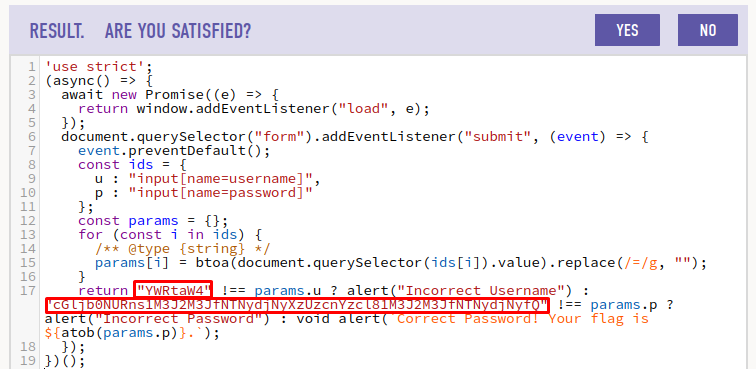 RESULT. ARE YOU SATISFIED?
YES
NO
1 'use strict';
2 (async() => {
3 await new Promise((e) => {
4 return window.addEventListener("load", e);
5 });
6 document.querySelector("form").addEventListener("submit", (event) => {
7 event.preventDefault();
8 const ids = {
9 u : "input[name=username]",
10 p : "input[name=password]"
11 };
12 const params = {};
13 for (const i in ids) {
14 /** @type {string} */
15 params[i] = btoa(document.querySelector(ids[i]).value).replace(/=/g, "");
16 }
17 return "YWRtaW4" !== params.u ? alert("Incorrect Username") :
"cGljb0NURns1M3J2M3JfNTNydjNyXzUzcnYzcl81M3J2M3JfNTNydjNyfQ" !== params.p ?
alert("Incorrect Password") : void alert(`Correct Password! Your flag is
${atob(params.p)}.`);
18 });
19 })();